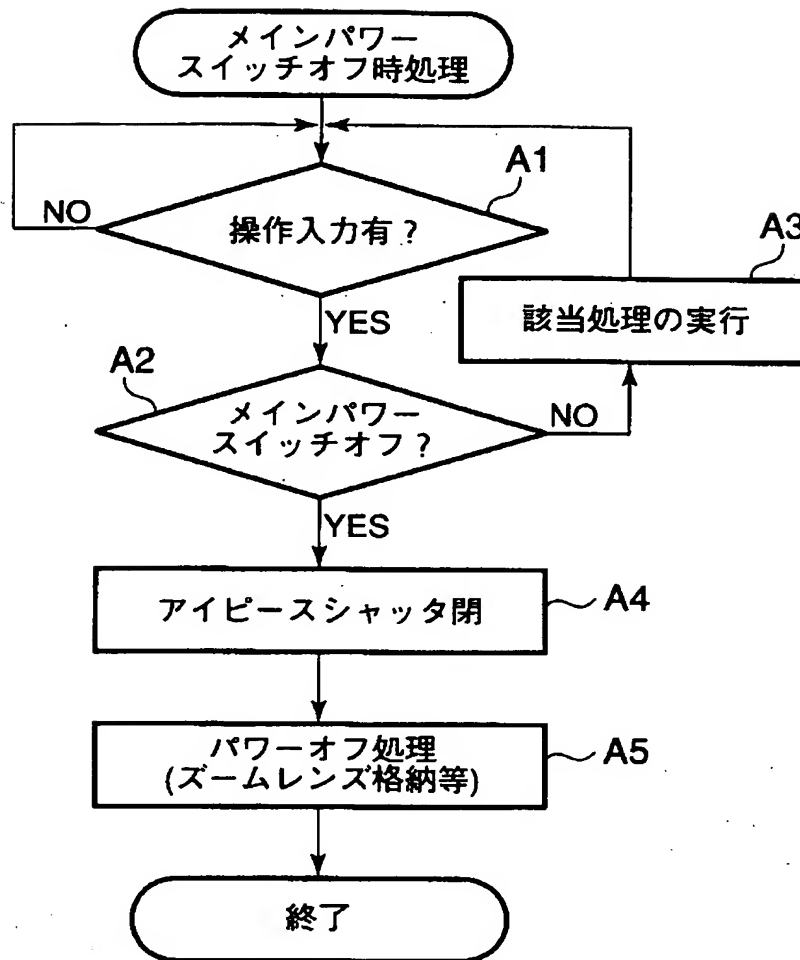 メインパワー
スイッチオフ時処理
A1
NO
操作入力有?
A3
該当処理の実行
YES
A2
メインパワー
スイッチオフ?
NO
YES
アイピースシャッタ閉
A4
パワーオフ処理
(ズームレンズ格納等)
A5
終了